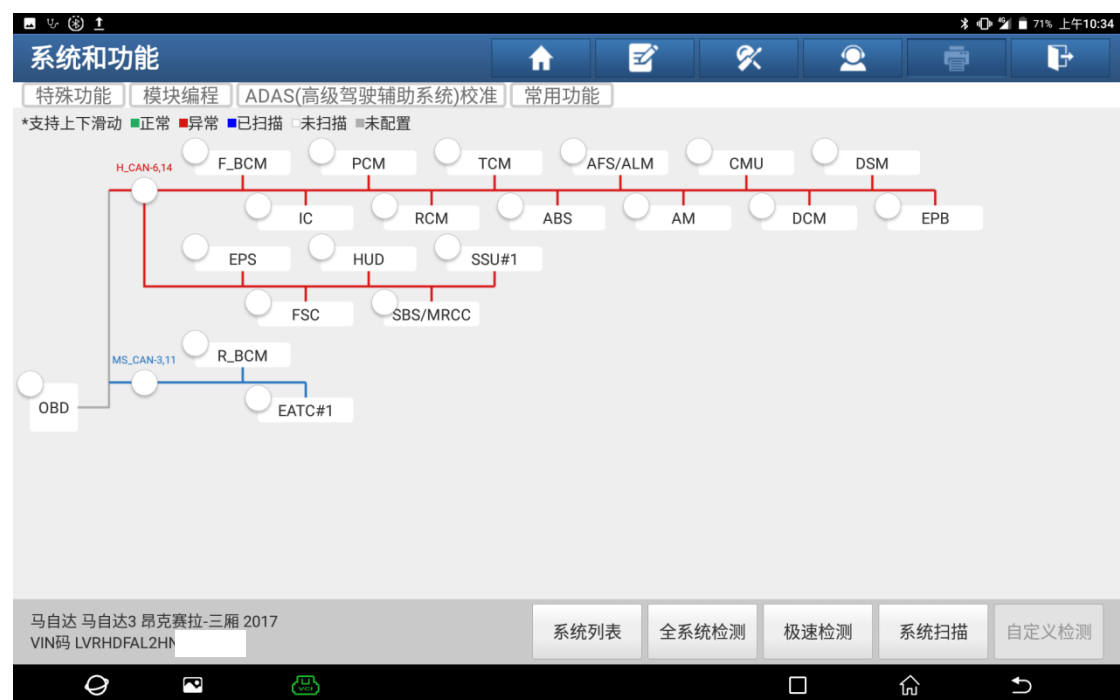 71% 上午10:34
系统和功能
特殊功能 模块编程 ADAS(高级驾驶辅助系统)校准 常用功能
*支持上下滑动 正常 异常 已扫描 未扫描 未配置
H_CAN-6,14 F_BCM PCM TCM AFS/ALM CMU DSM
IC RCM ABS AM DCM EPB
EPS HUD SSU#1
FSC SBS/MRCC
MS_CAN-3,11 R_BCM
OBD EATC#1
马自达 马自达3 昂克赛拉-三厢 2017
VIN码 LVRHDFAL2HN
系统列表 全系统检测 极速检测 系统扫描 自定义检测
VCI